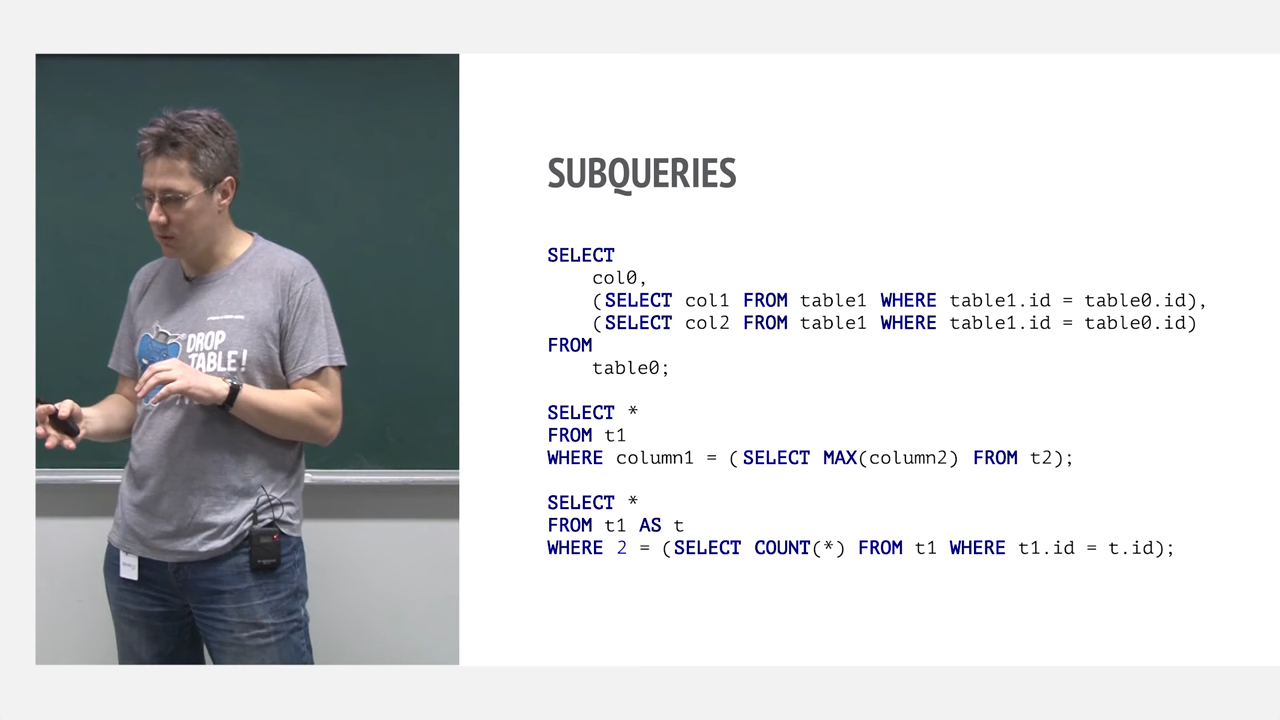 DROP
TABLE!
SUBQUERIES
SELECT
    col0,
    (SELECT col1 FROM table1 WHERE table1.id = table0.id),
    (SELECT col2 FROM table1 WHERE table1.id = table0.id)
FROM
    table0;
SELECT *
FROM t1
WHERE column1 = (SELECT MAX(column2) FROM t2);
SELECT *
FROM t1 AS t
WHERE 2 = (SELECT COUNT(*) FROM t1 WHERE t1.id = t.id);